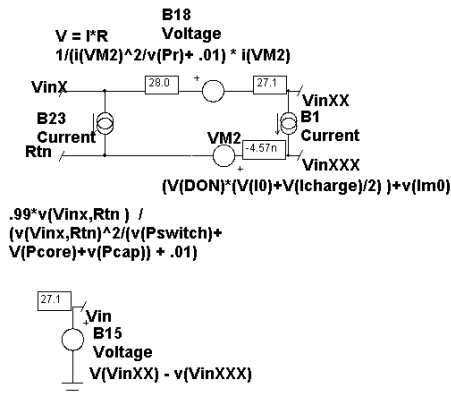 B18
Voltage
V = I*R
1/(i(VM2)^2/v(Pr)+ .01) * i(VM2)
VinX
28.0
+
27.1
VinXX
B23
Current
B1
Current
VM2
Rtn
-4.57n
+
VinXXX
(V(DON)*(V(I0)+V(Icharge)/2) )+v(Im0)
.99*v(Vinx,Rtn ) /
(v(Vinx,Rtn)^2/(v(Pswitch)+
V(Pcore)+v(Pcap)) + .01)
27.1
Vin
+
B15
Voltage
V(VinXX) - v(VinXXX)